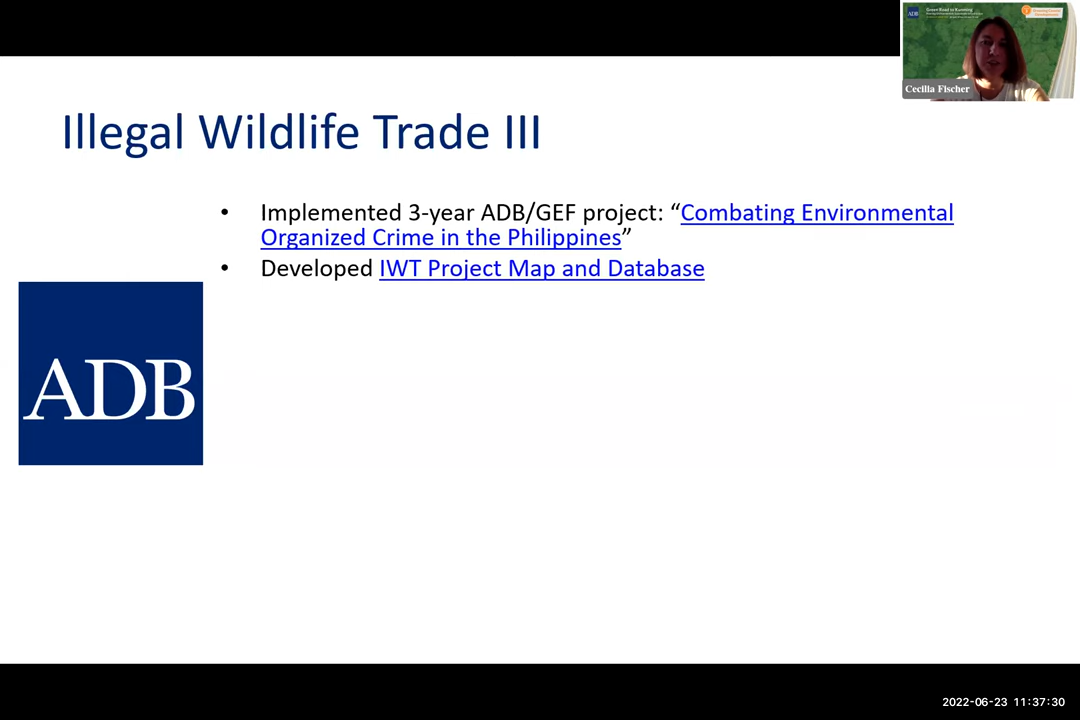 Cecilia Fischer
Illegal Wildlife Trade III
• Implemented 3-year ADB/GEF project: “Combating Environmental
Organized Crime in the Philippines”
• Developed IWT Project Map and Database
ADB
2022-06-23 11:37:30